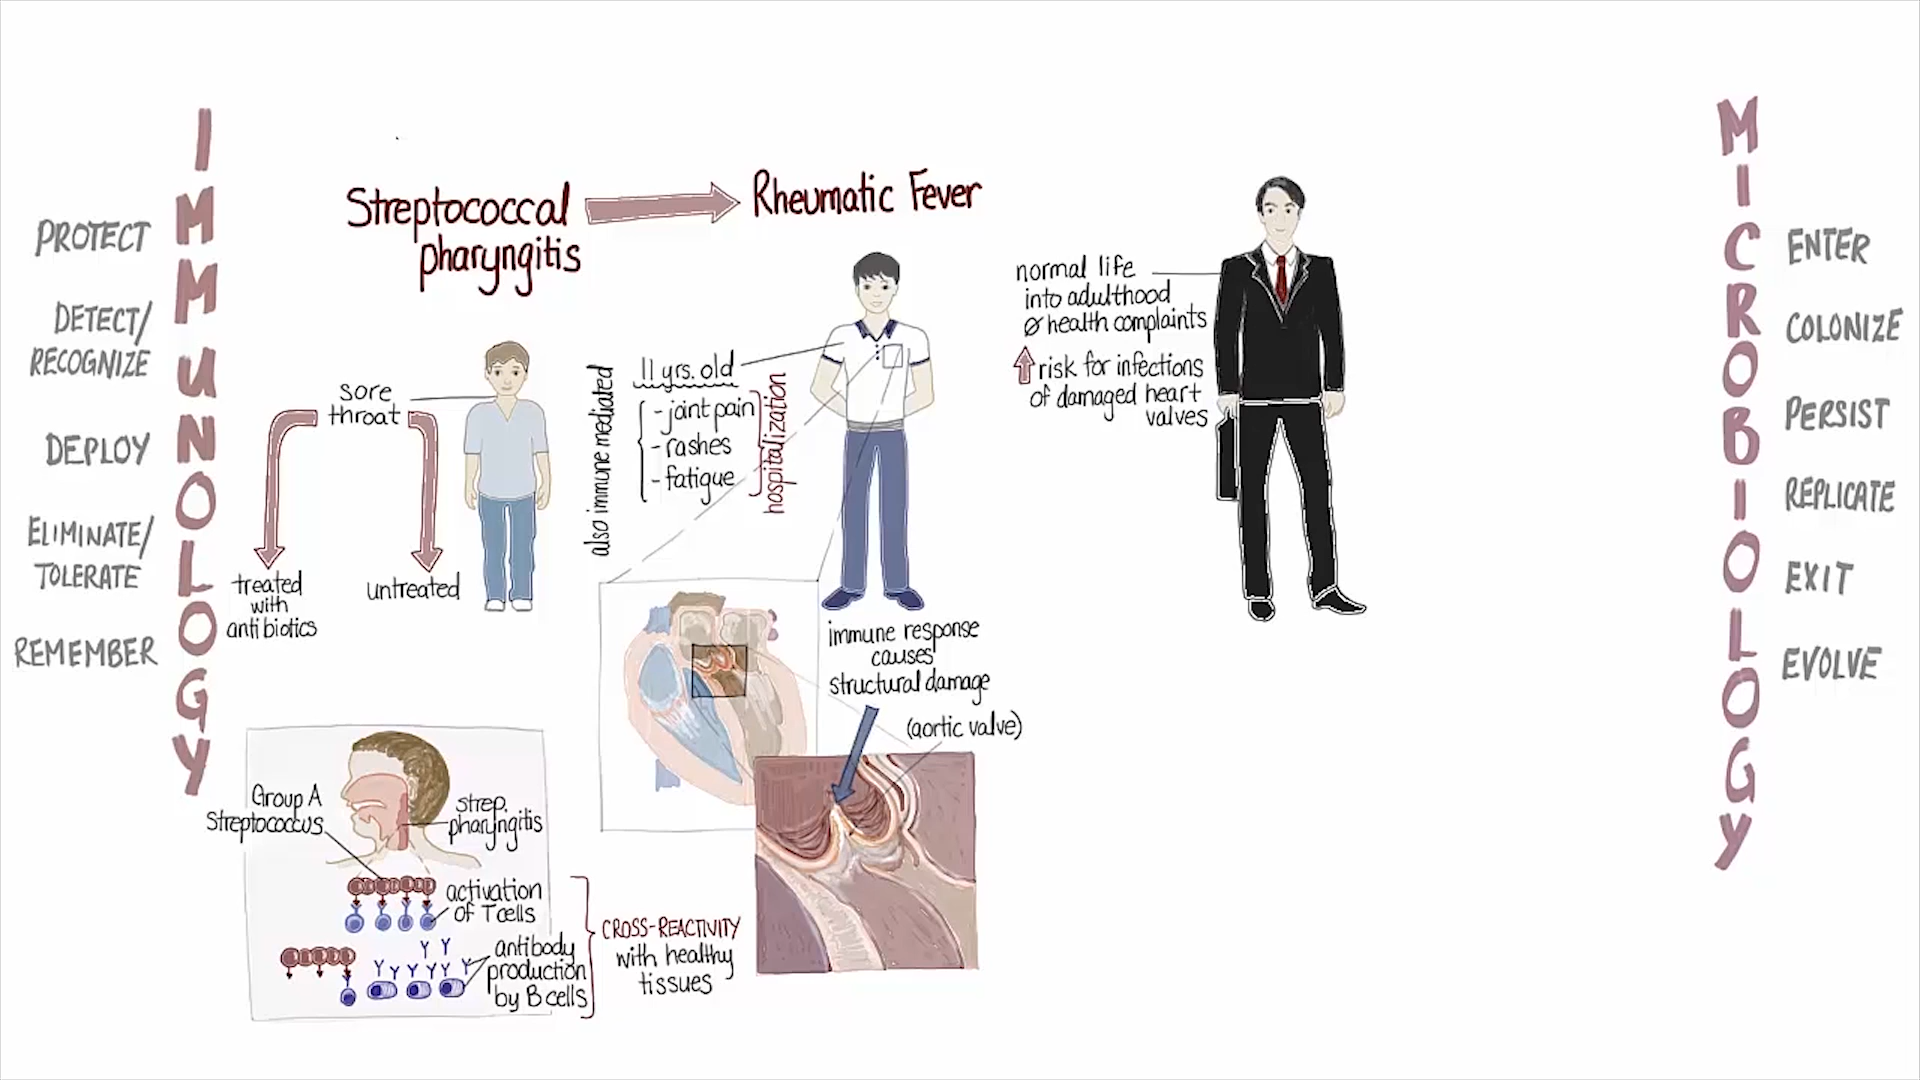 IMMUNOLOGY
PROTECT
DETECT/
RECOGNIZE
DEPLOY
ELIMINATE/
TOLERATE
REMEMBER
Streptococcal
pharyngitis
Rheumatic Fever
sore
throat
treated
with
antibiotics
untreated
also immune mediated
11 yrs. old
- joint pain
- rashes
- fatigue
hospitalization
normal life
into adulthood
Ø health complaints
risk for infections
of damaged heart
valves
immune response
causes
structural damage
(aortic valve)
Group A
Streptococcus
strep.
pharyngitis
activation
of T cells
antibody
production
by B cells
CROSS-REACTIVITY
with healthy
tissues
MICROBIOLOGY
ENTER
COLONIZE
PERSIST
REPLICATE
EXIT
EVOLVE